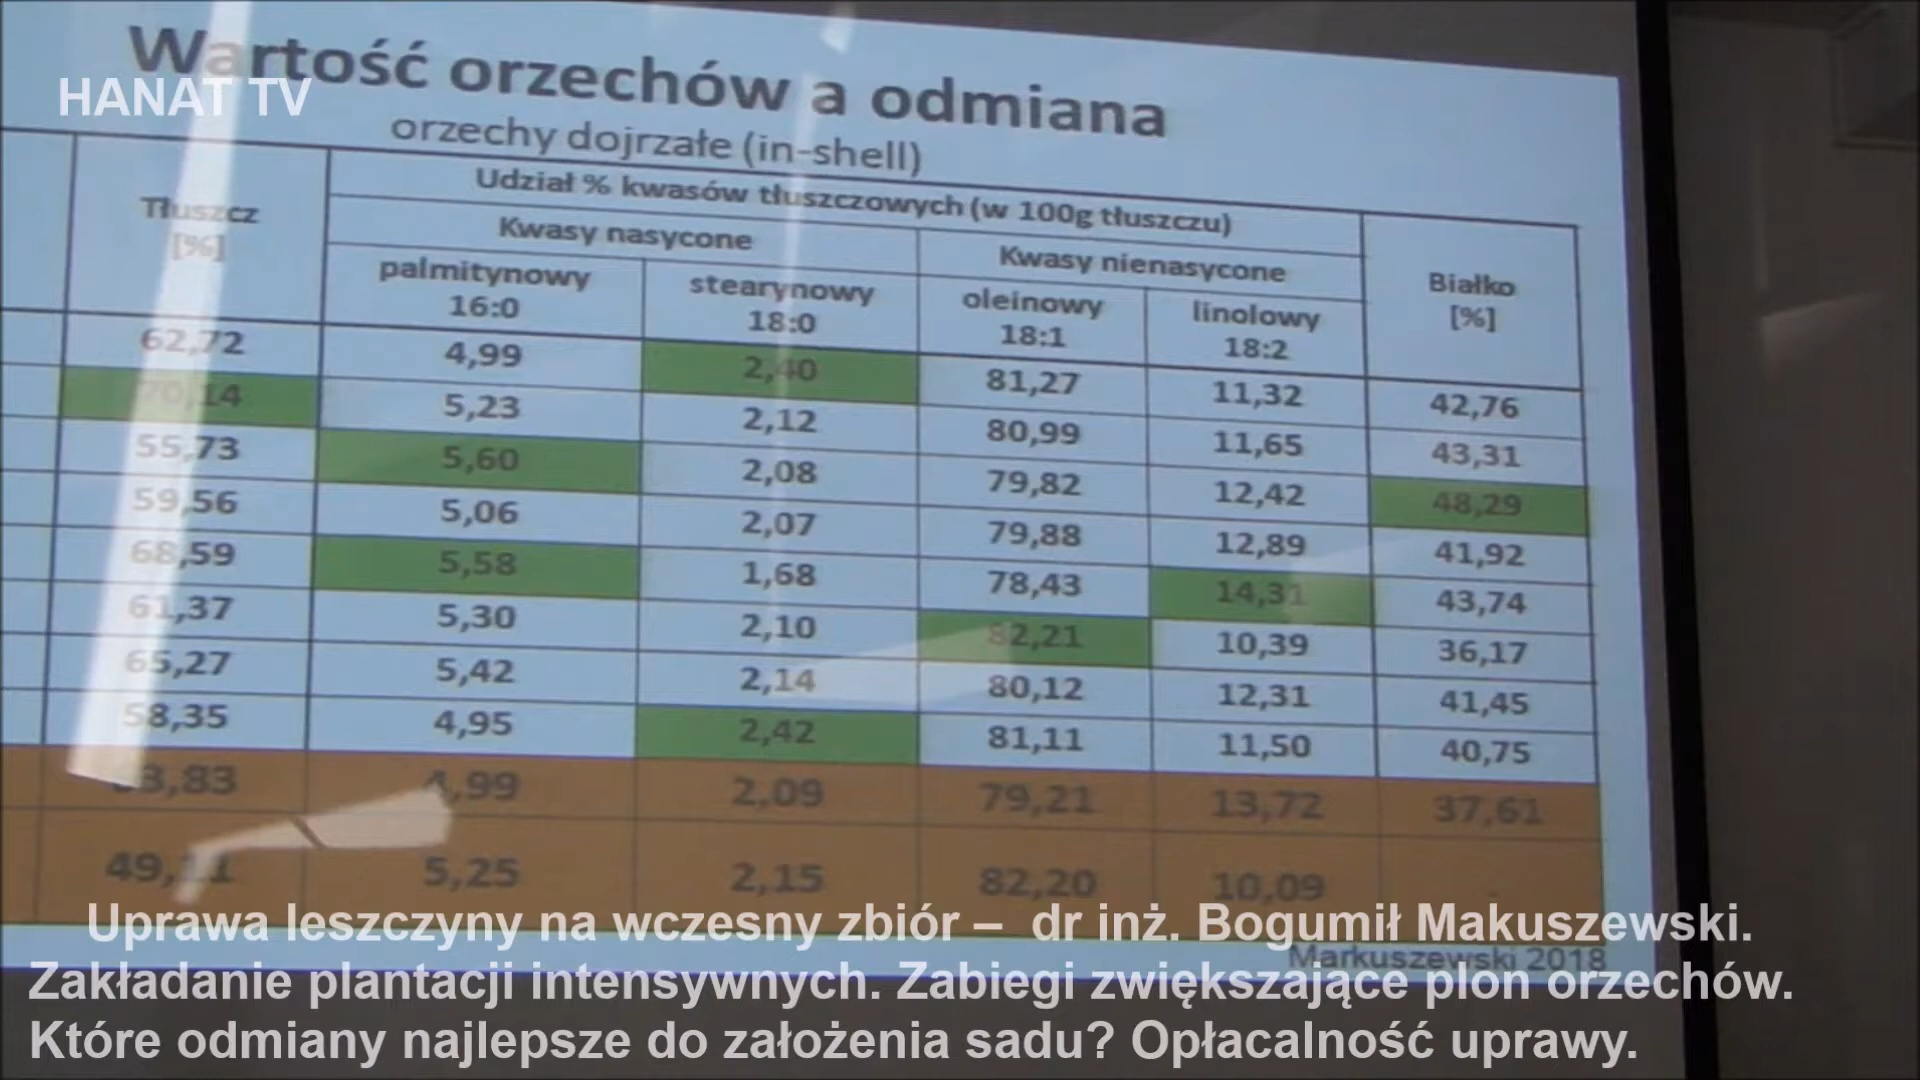 Wartość orzechów a odmiana
HANAT TV
orzechy dojrzałe (in-shell)
Tłuszcz [%]
Udział % kwasów tłuszczowych (w 100g tłuszczu)
Białko [%]
Kwasy nasycone Kwasy nienasycone
palmitynowy 16:0 stearynowy 18:0 oleinowy 18:1 linolowy 18:2
62,72 4,99 2,40 81,27 11,32 42,76
70,14 5,23 2,12 80,99 11,65 43,31
55,73 5,60 2,08 79,82 12,42 48,29
59,56 5,06 2,07 79,88 12,89 41,92
68,59 5,58 1,68 78,43 14,31 43,74
61,37 5,30 2,10 82,21 10,39 36,17
65,27 5,42 2,14 80,12 12,31 41,45
58,35 4,95 2,42 81,11 11,50 40,75
4,99 2,09 79,21 13,72 37,61
5,25 2,15 82,20 10,09
Markuszewski 2018
Uprawa leszczyny na wczesny zbiór – dr inż. Bogumił Makuszewski.
Zakładanie plantacji intensywnych. Zabiegi zwiększające plon orzechów.
Które odmiany najlepsze do założenia sadu? Opłacalność uprawy.